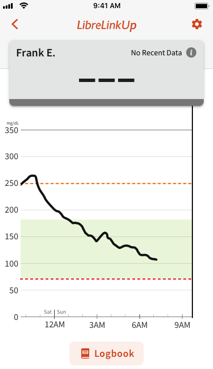 9:41 AM
LibreLinkUp
Frank E.
No Recent Data i
mg/dL
350
300
250
200
150
100
50
0
Sat Sun
12AM 3AM 6AM 9AM
Logbook